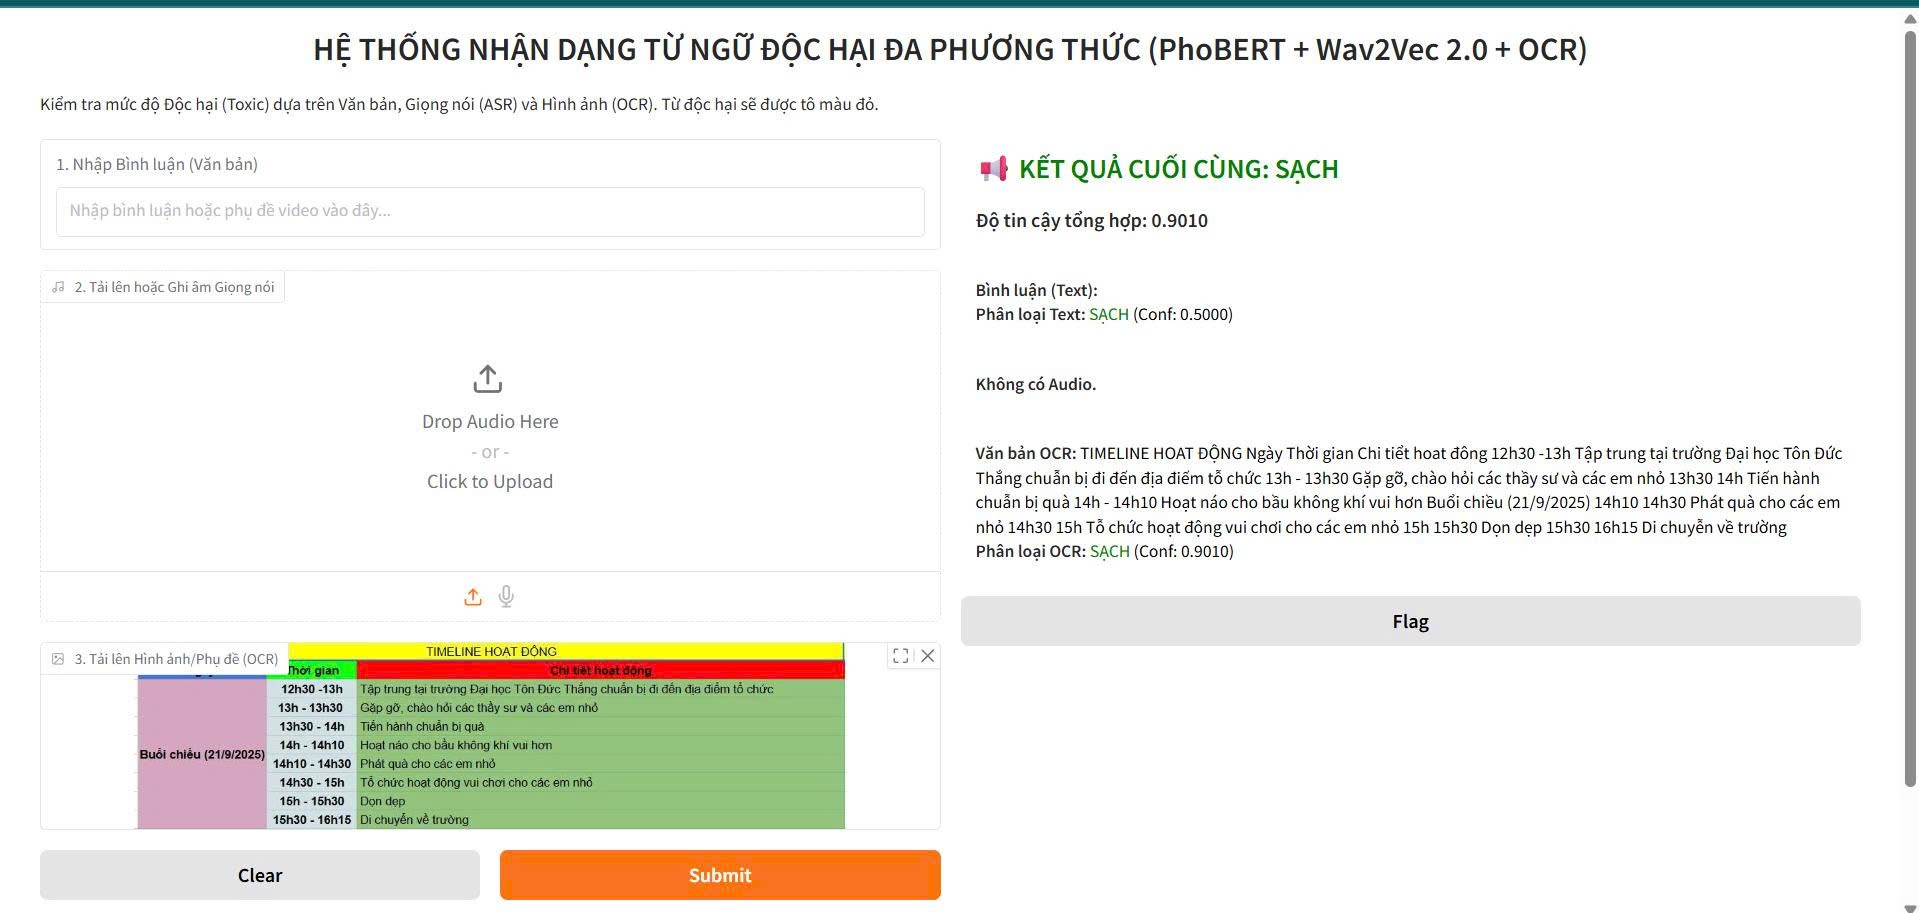 HỆ THỐNG NHẬN DẠNG TỪ NGỮ ĐỘC HẠI ĐA PHƯƠNG THỨC (PhoBERT + Wav2Vec 2.0 + OCR)
Kiểm tra mức độ Độc hại (Toxic) dựa trên Văn bản, Giọng nói (ASR) và Hình ảnh (OCR). Từ độc hại sẽ được tô màu đỏ.
1. Nhập Bình luận (Văn bản)
Nhập bình luận hoặc phụ đề video vào đây...
2. Tải lên hoặc Ghi âm Giọng nói
Drop Audio Here
- or -
Click to Upload
3. Tải lên Hình ảnh/Phụ đề (OCR)
TIMELINE HOẠT ĐỘNG
Thời gian Chi tiết hoạt động
12h30 -13h Tập trung tại trường Đại học Tôn Đức Thắng chuẩn bị đi đến địa điểm tổ chức
13h - 13h30 Gặp gỡ, chào hỏi các thầy sư và các em nhỏ
13h30 - 14h Tiến hành chuẩn bị quà
14h - 14h10 Hoạt náo cho bầu không khí vui hơn
Buổi chiều (21/9/2025)
14h10 - 14h30 Phát quà cho các em nhỏ
14h30 - 15h Tổ chức hoạt động vui chơi cho các em nhỏ
15h - 15h30 Dọn dẹp
15h30 - 16h15 Di chuyển về trường
Clear
Submit
KẾT QUẢ CUỐI CÙNG: SẠCH
Độ tin cậy tổng hợp: 0.9010
Bình luận (Text):
Phân loại Text: SẠCH (Conf: 0.5000)
Không có Audio.
Văn bản OCR: TIMELINE HOAT ĐỘNG Ngày Thời gian Chi tiểt hoat đông 12h30 -13h Tập trung tại trường Đại học Tôn Đức
Thắng chuẫn bị đi đến địa điếm tỗ chức 13h - 13h30 Gặp gỡ, chào hỏi các thầy sư và các em nhỏ 13h30 14h Tiến hành
chuẫn bị quà 14h - 14h10 Hoạt náo cho bầu không khí vui hơn Buổi chiều (21/9/2025) 14h10 14h30 Phát quà cho các em
nhỏ 14h30 15h Tỗ chức hoạt động vui chơi cho các em nhỏ 15h 15h30 Dọn dẹp 15h30 16h15 Di chuyễn về trường
Phân loại OCR: SẠCH (Conf: 0.9010)
Flag